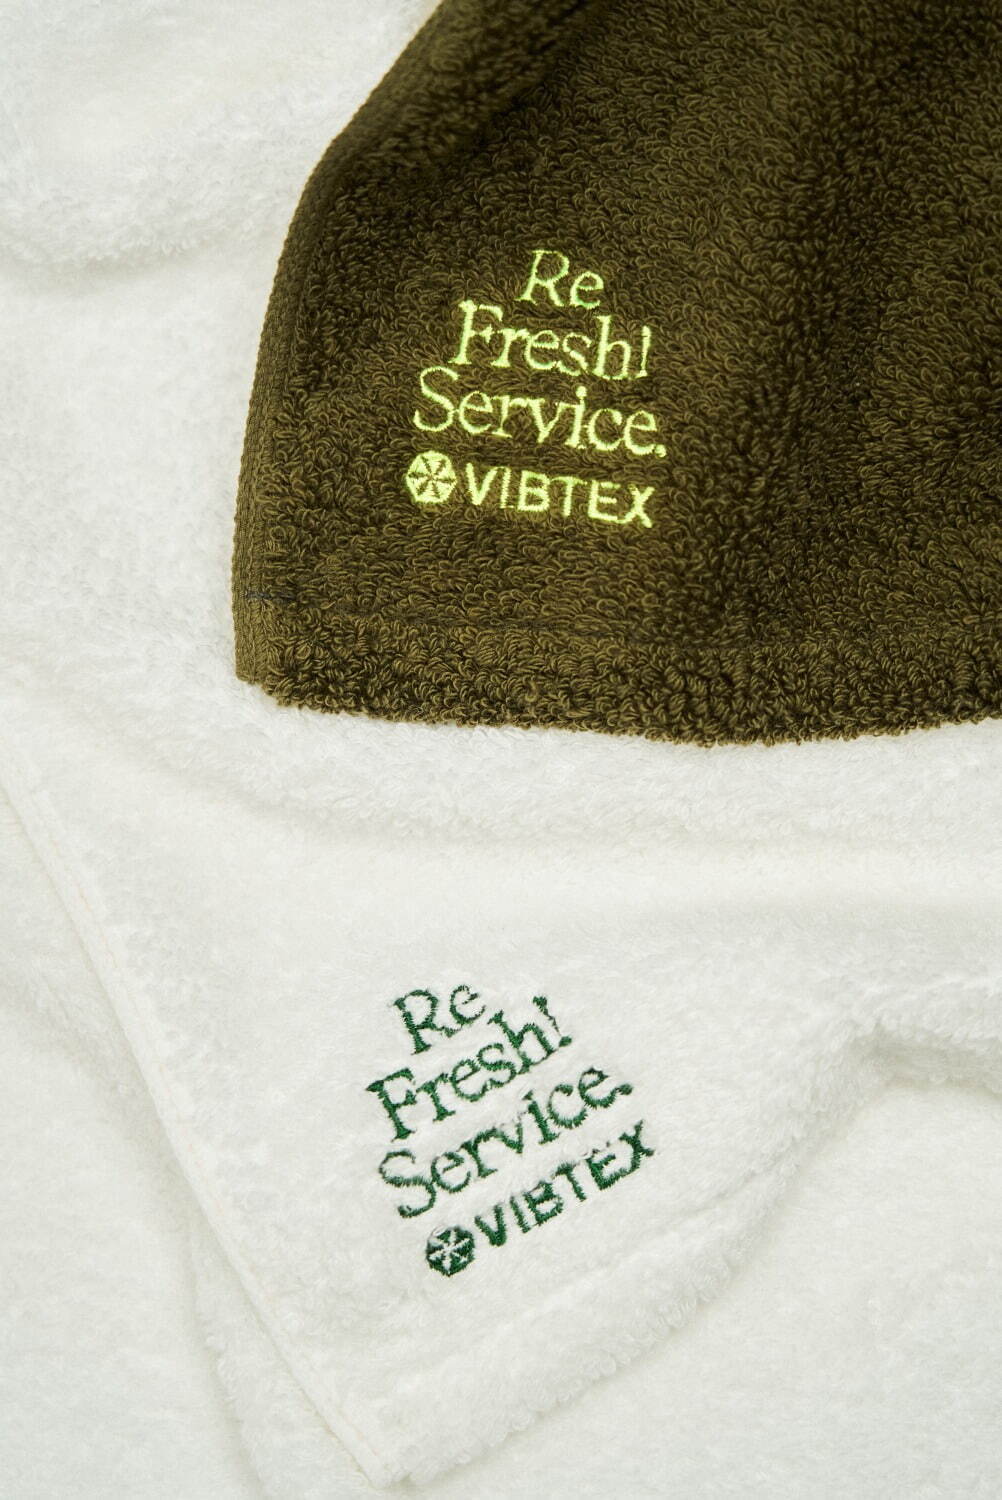 Re
Fresh!
Service.
VIBTEX
Re
Fresh!
Service.
VIBTEX